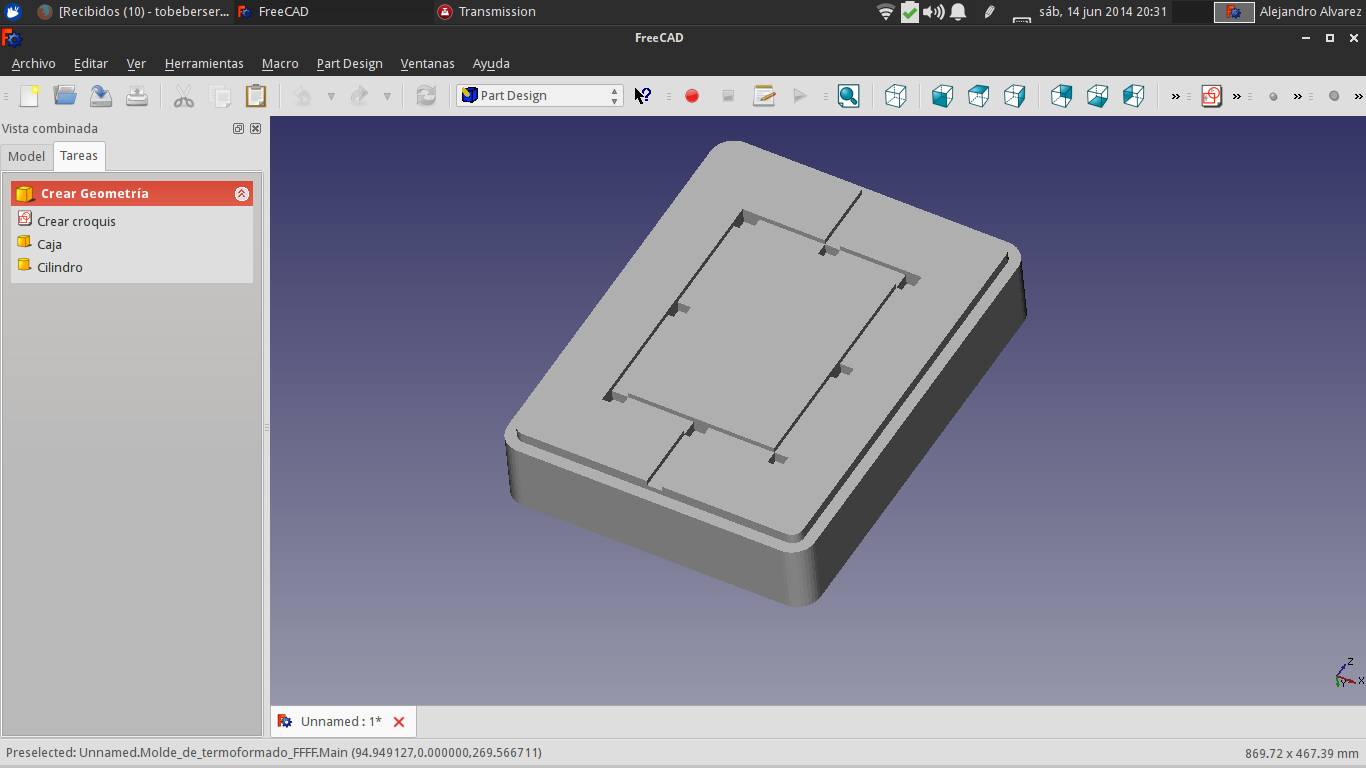 [Recibidos (10) - tobeberser... FreeCAD Transmission sáb, 14 jun 2014 20:31 Alejandro Alvarez
FreeCAD
Archivo Editar Ver Herramientas Macro Part Design Ventanas Ayuda
Part Design
Vista combinada
Model Tareas
Crear Geometría
Crear croquis
Caja
Cilindro
Z
Y X
Unnamed : 1*
Preselected: Unnamed.Molde_de_termoformado_FFFF.Main (94.949127,0.000000,269.566711) 869.72 x 467.39 mm